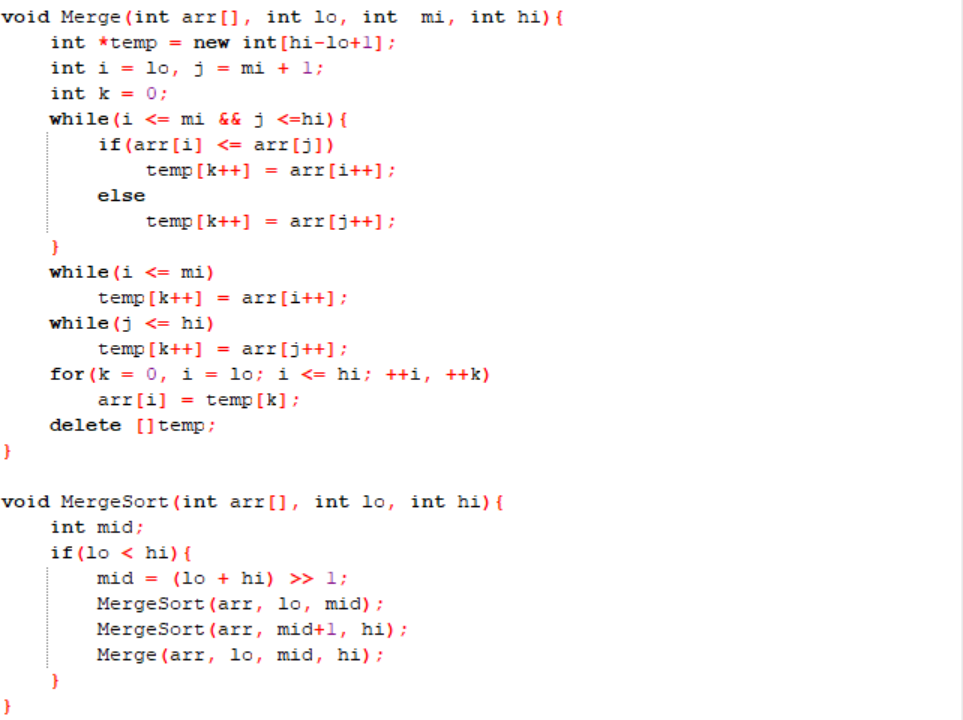 void Merge(int arr[], int lo, int  mi, int hi){
    int *temp = new int[hi-lo+1];
    int i = lo, j = mi + 1;
    int k = 0;
    while(i <= mi && j <=hi){
        if(arr[i] <= arr[j])
            temp[k++] = arr[i++];
        else
            temp[k++] = arr[j++];
    }
    while(i <= mi)
        temp[k++] = arr[i++];
    while(j <= hi)
        temp[k++] = arr[j++];
    for(k = 0, i = lo; i <= hi; ++i, ++k)
        arr[i] = temp[k];
    delete []temp;
}

void MergeSort(int arr[], int lo, int hi){
    int mid;
    if(lo < hi){
        mid = (lo + hi) >> 1;
        MergeSort(arr, lo, mid);
        MergeSort(arr, mid+1, hi);
        Merge(arr, lo, mid, hi);
    }
}